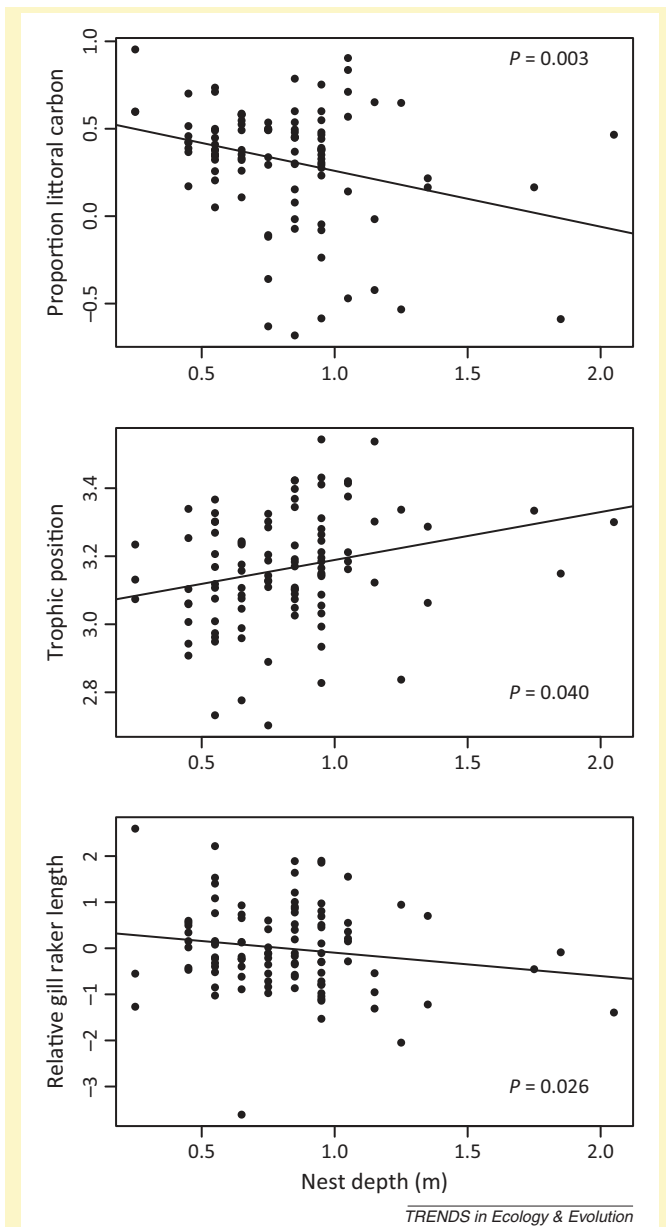 1.0
0.5
0.0
−0.5
Proportion littoral carbon
P = 0.003
0.5 1.0 1.5 2.0
3.4
3.2
3.0
2.8
Trophic position
P = 0.040
0.5 1.0 1.5 2.0
2
1
0
−1
−2
−3
Relative gill raker length
P = 0.026
0.5 1.0 1.5 2.0
Nest depth (m)
TRENDS in Ecology & Evolution